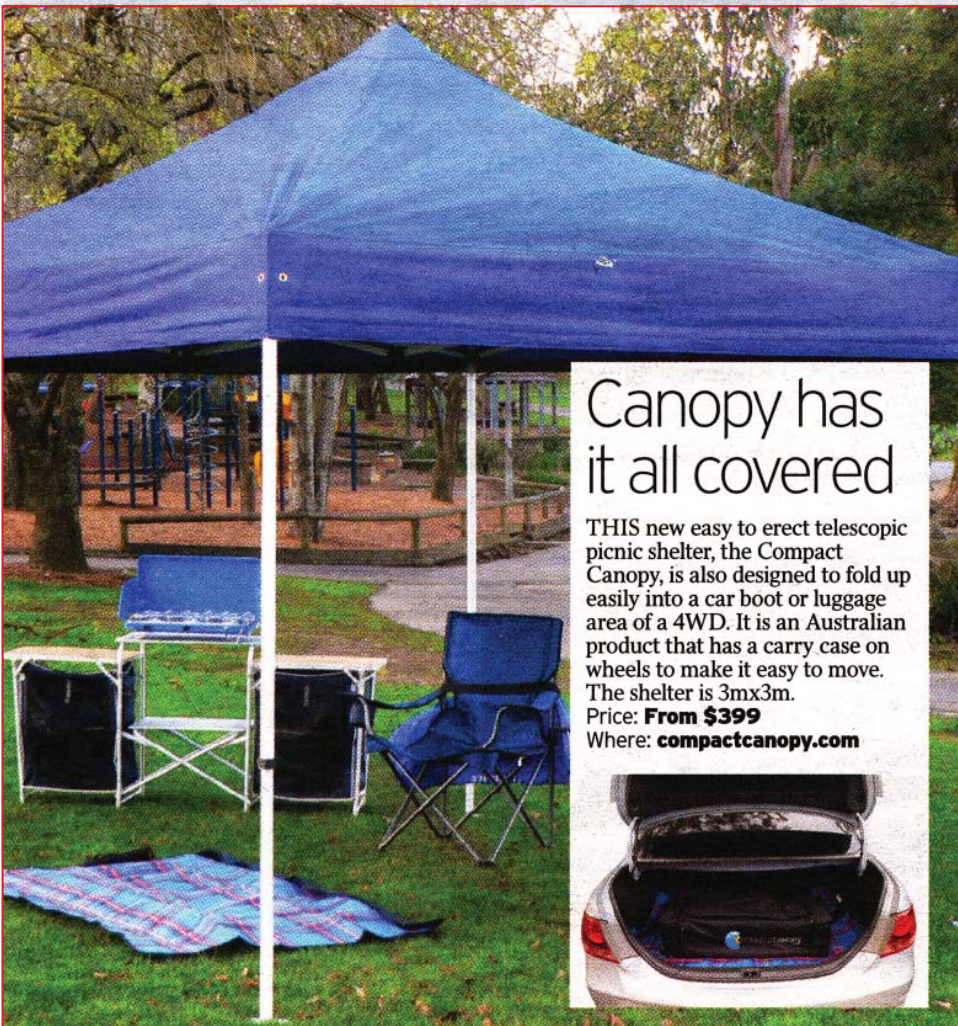 Canopy has
it all covered
THIS new easy to erect telescopic
picnic shelter, the Compact
Canopy, is also designed to fold up
easily into a car boot or luggage
area of a 4WD. It is an Australian
product that has a carry case on
wheels to make it easy to move.
The shelter is 3mx3m.
Price: From $399
Where: compactcanopy.com
COMPACT CANOPY